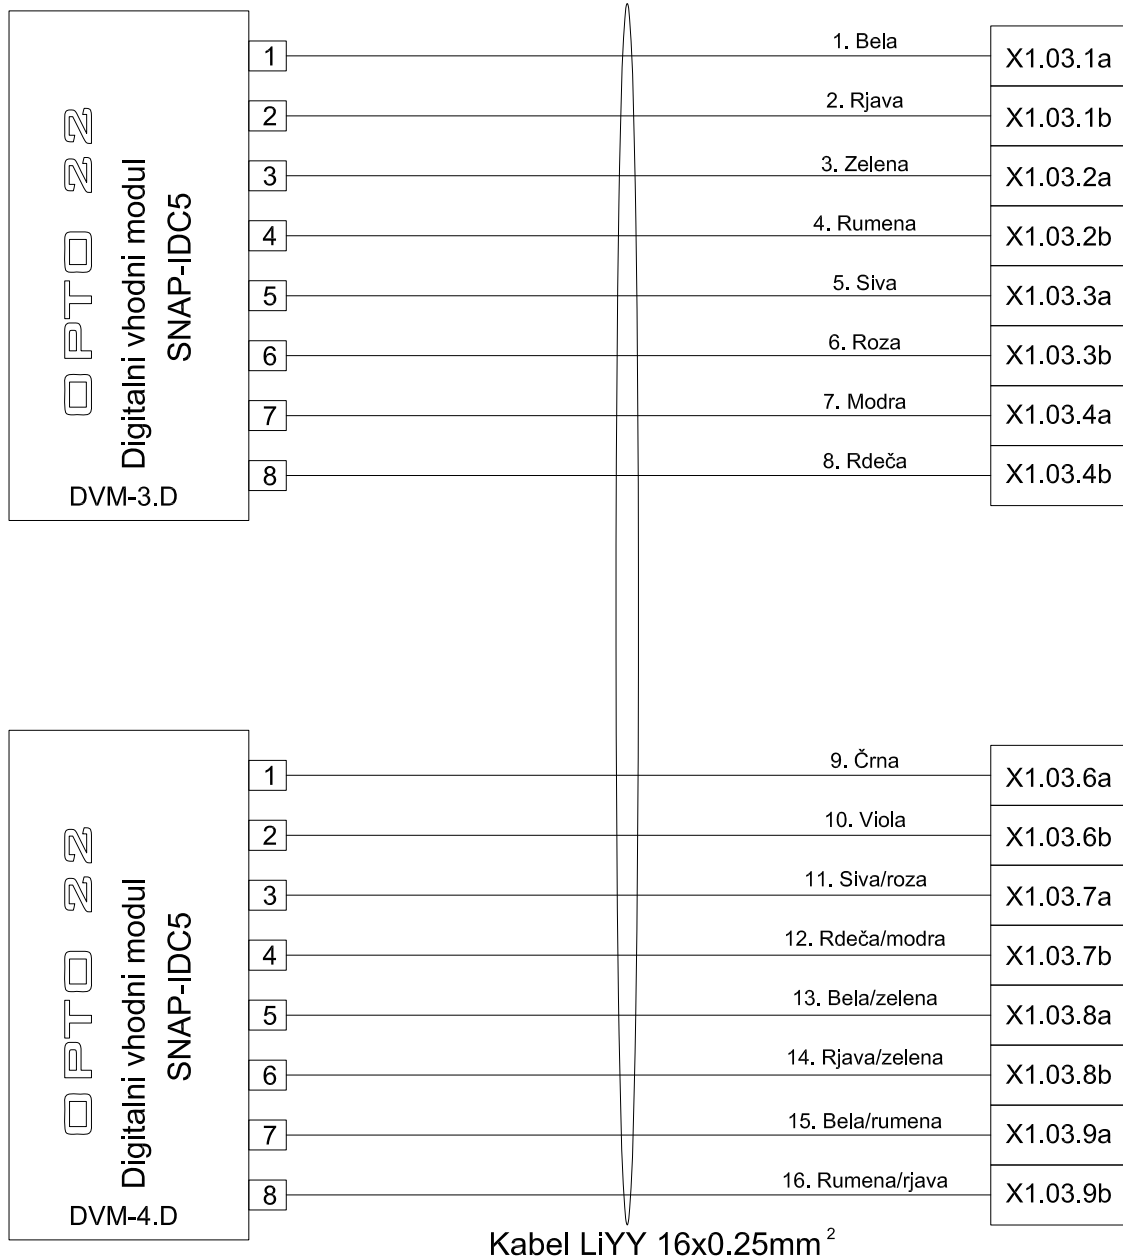 OPTO 22
Digitalni vhodni modul
SNAP-IDC5
DVM-3.D
1 1. Bela X1.03.1a
2 2. Rjava X1.03.1b
3 3. Zelena X1.03.2a
4 4. Rumena X1.03.2b
5 5. Siva X1.03.3a
6 6. Roza X1.03.3b
7 7. Modra X1.03.4a
8 8. Rdeča X1.03.4b
OPTO 22
Digitalni vhodni modul
SNAP-IDC5
DVM-4.D
1 9. Črna X1.03.6a
2 10. Viola X1.03.6b
3 11. Siva/roza X1.03.7a
4 12. Rdeča/modra X1.03.7b
5 13. Bela/zelena X1.03.8a
6 14. Rjava/zelena X1.03.8b
7 15. Bela/rumena X1.03.9a
8 16. Rumena/rjava X1.03.9b
Kabel LiYY 16x0.25mm²